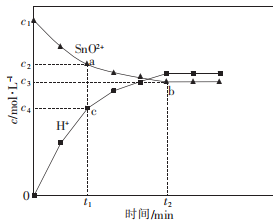 c₁
SnO²⁺
c₂
a
c₃
b
c₄
c
H⁺
c/mol·L⁻¹
0
t₁
t₂
时间/min